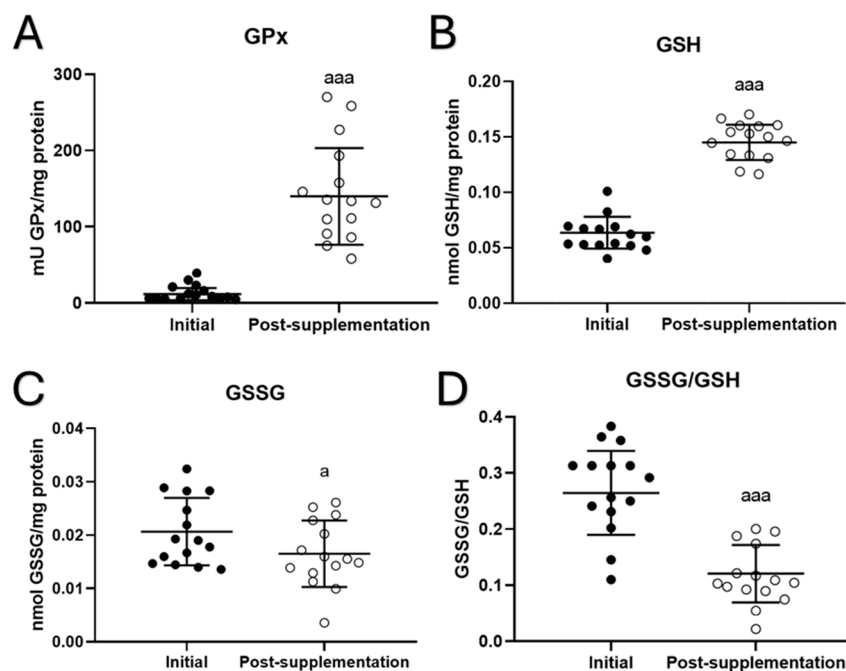 A
GPx
mU GPx/mg protein
300
200
100
0
aaa
Initial
Post-supplementation
B
GSH
nmol GSH/mg protein
0.20
0.15
0.10
0.05
0.00
aaa
Initial
Post-supplementation
C
GSSG
nmol GSSG/mg protein
0.04
0.03
0.02
0.01
0.00
a
Initial
Post-supplementation
D
GSSG/GSH
GSSG/GSH
0.4
0.3
0.2
0.1
0.0
aaa
Initial
Post-supplementation